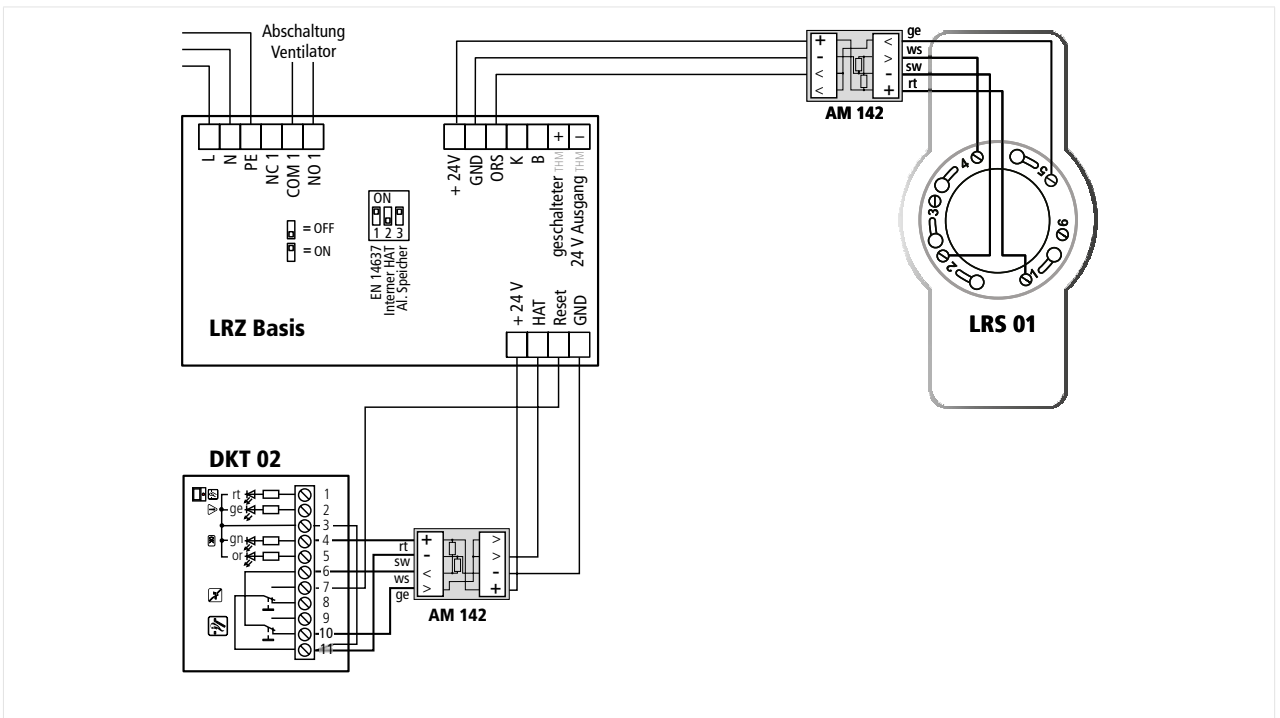 Abschaltung
Ventilator
L
N
PE
NC 1
COM 1
NO 1
+ 24V
GND
ORS
K
B
geschalteter THM +
24 V Ausgang THM –
ON
1 2 3
EN 14637
Interner HAT
Al. Speicher
= OFF
= ON
LRZ Basis
+ 24 V
HAT
Reset
GND
+
-
<
<
<
>
-
+
ge
ws
sw
rt
AM 142
4
5
3
6
2
1
LRS 01
DKT 02
rt
ge
gn
or
1
2
3
4
5
6
7
8
9
10
11
rt
sw
ws
ge
+
-
<
>
>
>
-
+
AM 142